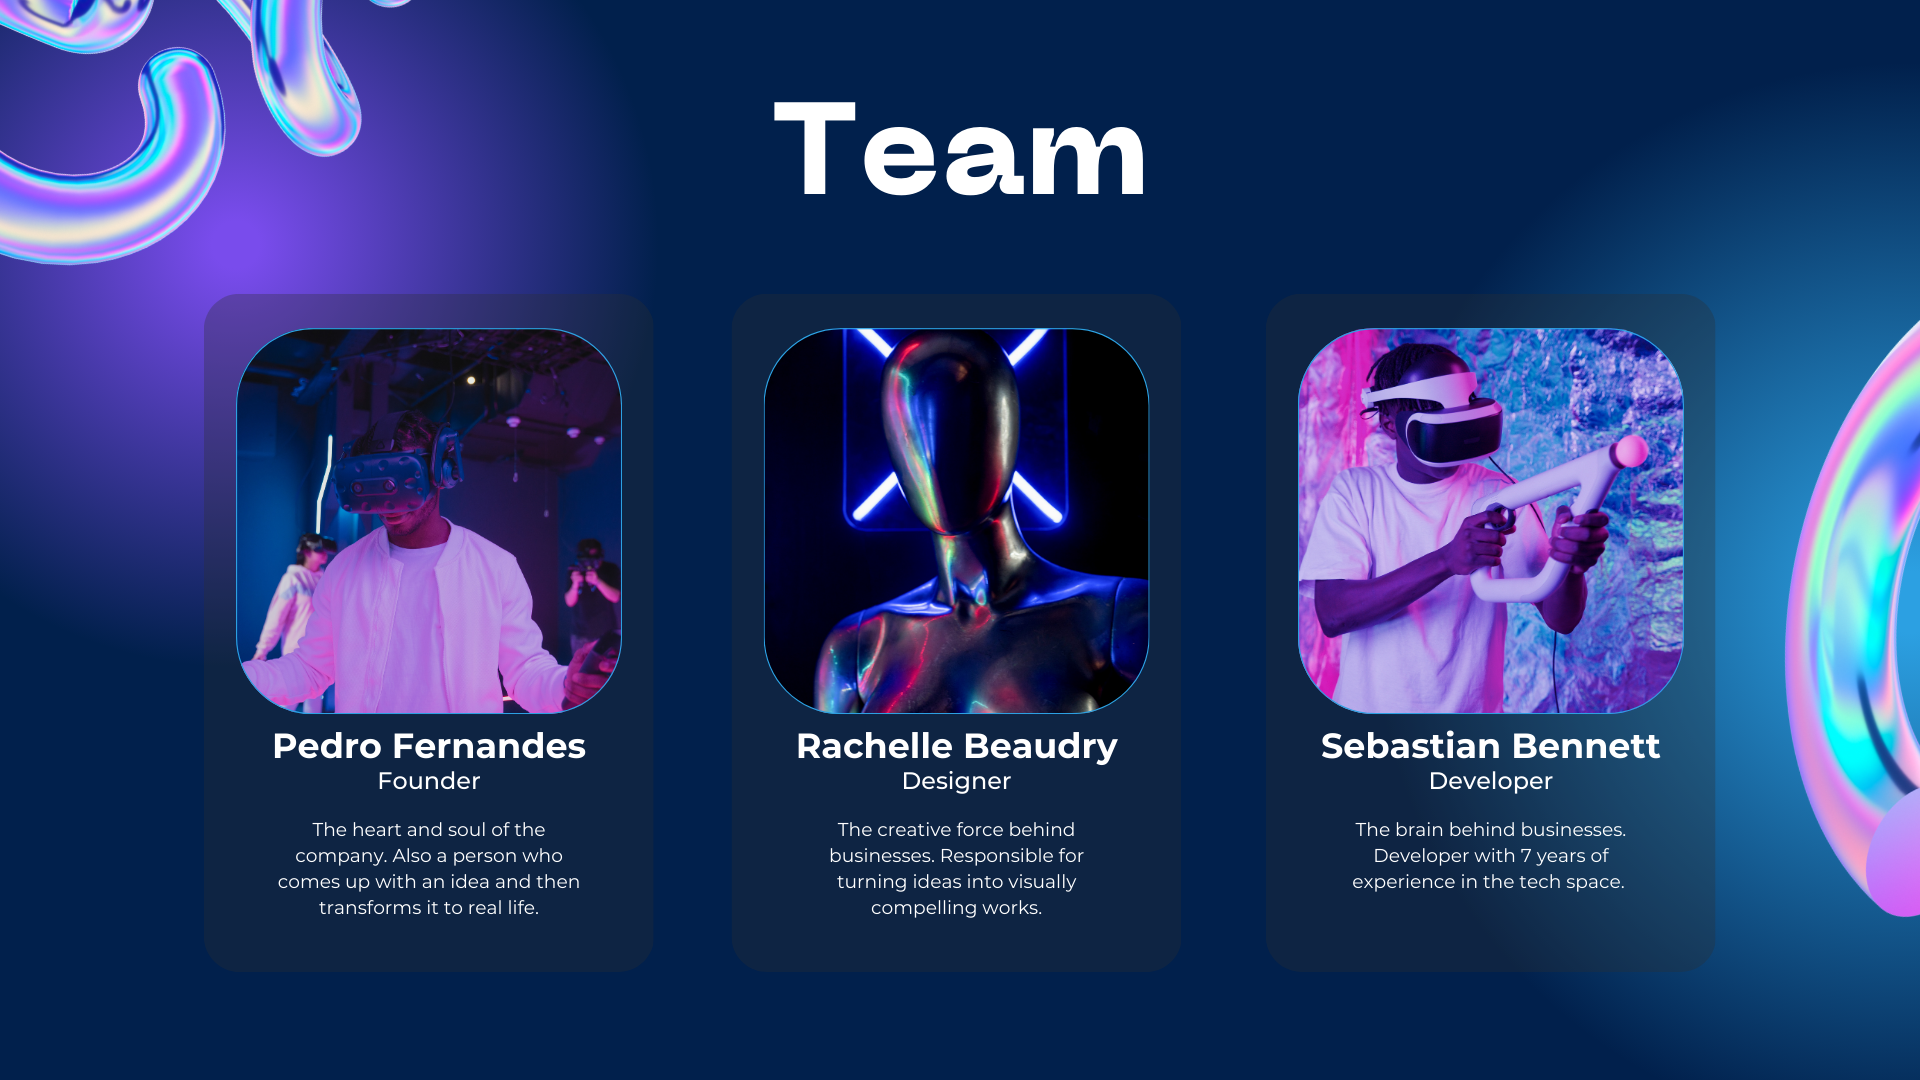 Team
Pedro Fernandes
Founder
The heart and soul of the
company. Also a person who
comes up with an idea and then
transforms it to real life.
Rachelle Beaudry
Designer
The creative force behind
businesses. Responsible for
turning ideas into visually
compelling works.
Sebastian Bennett
Developer
The brain behind businesses.
Developer with 7 years of
experience in the tech space.